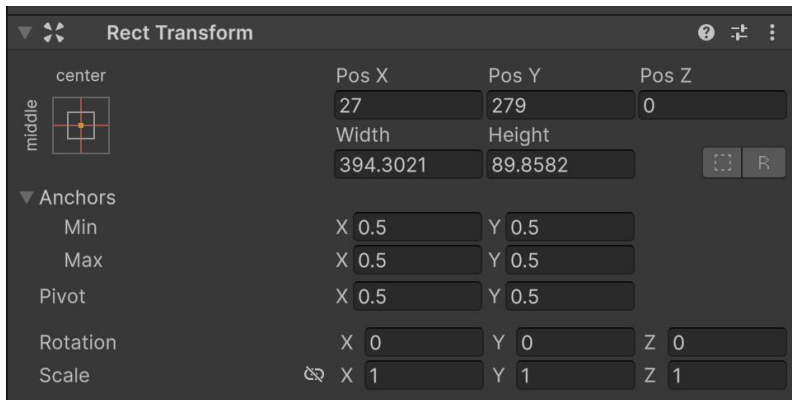 Rect Transform
center
middle
Pos X Pos Y Pos Z
27 279 0
Width Height
394.3021 89.8582
R
Anchors
Min X 0.5 Y 0.5
Max X 0.5 Y 0.5
Pivot X 0.5 Y 0.5
Rotation X 0 Y 0 Z 0
Scale X 1 Y 1 Z 1